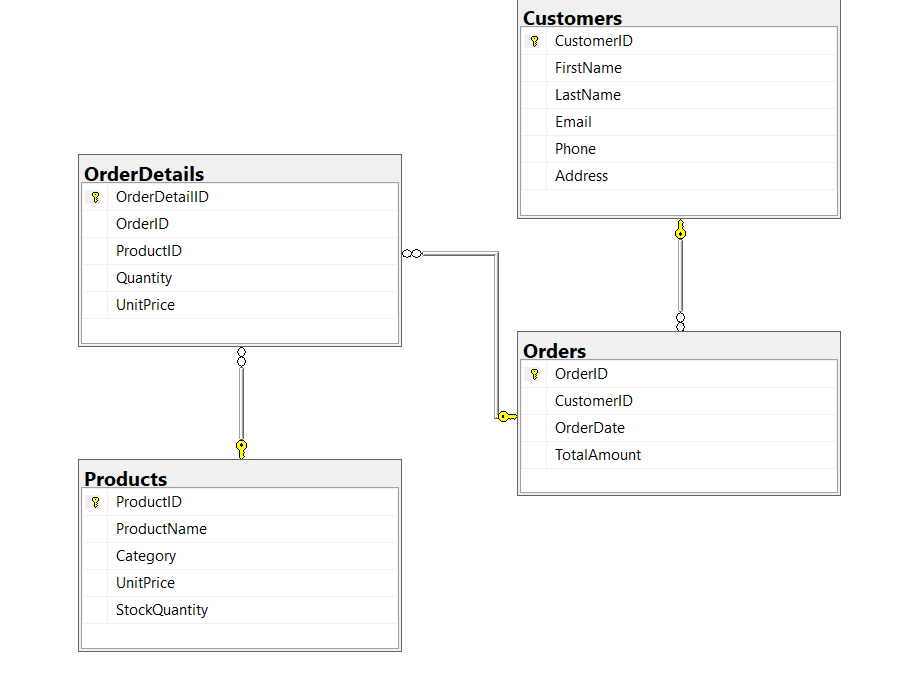 Customers
CustomerID
FirstName
LastName
Email
Phone
Address
OrderDetails
OrderDetailID
OrderID
ProductID
Quantity
UnitPrice
Orders
OrderID
CustomerID
OrderDate
TotalAmount
Products
ProductID
ProductName
Category
UnitPrice
StockQuantity